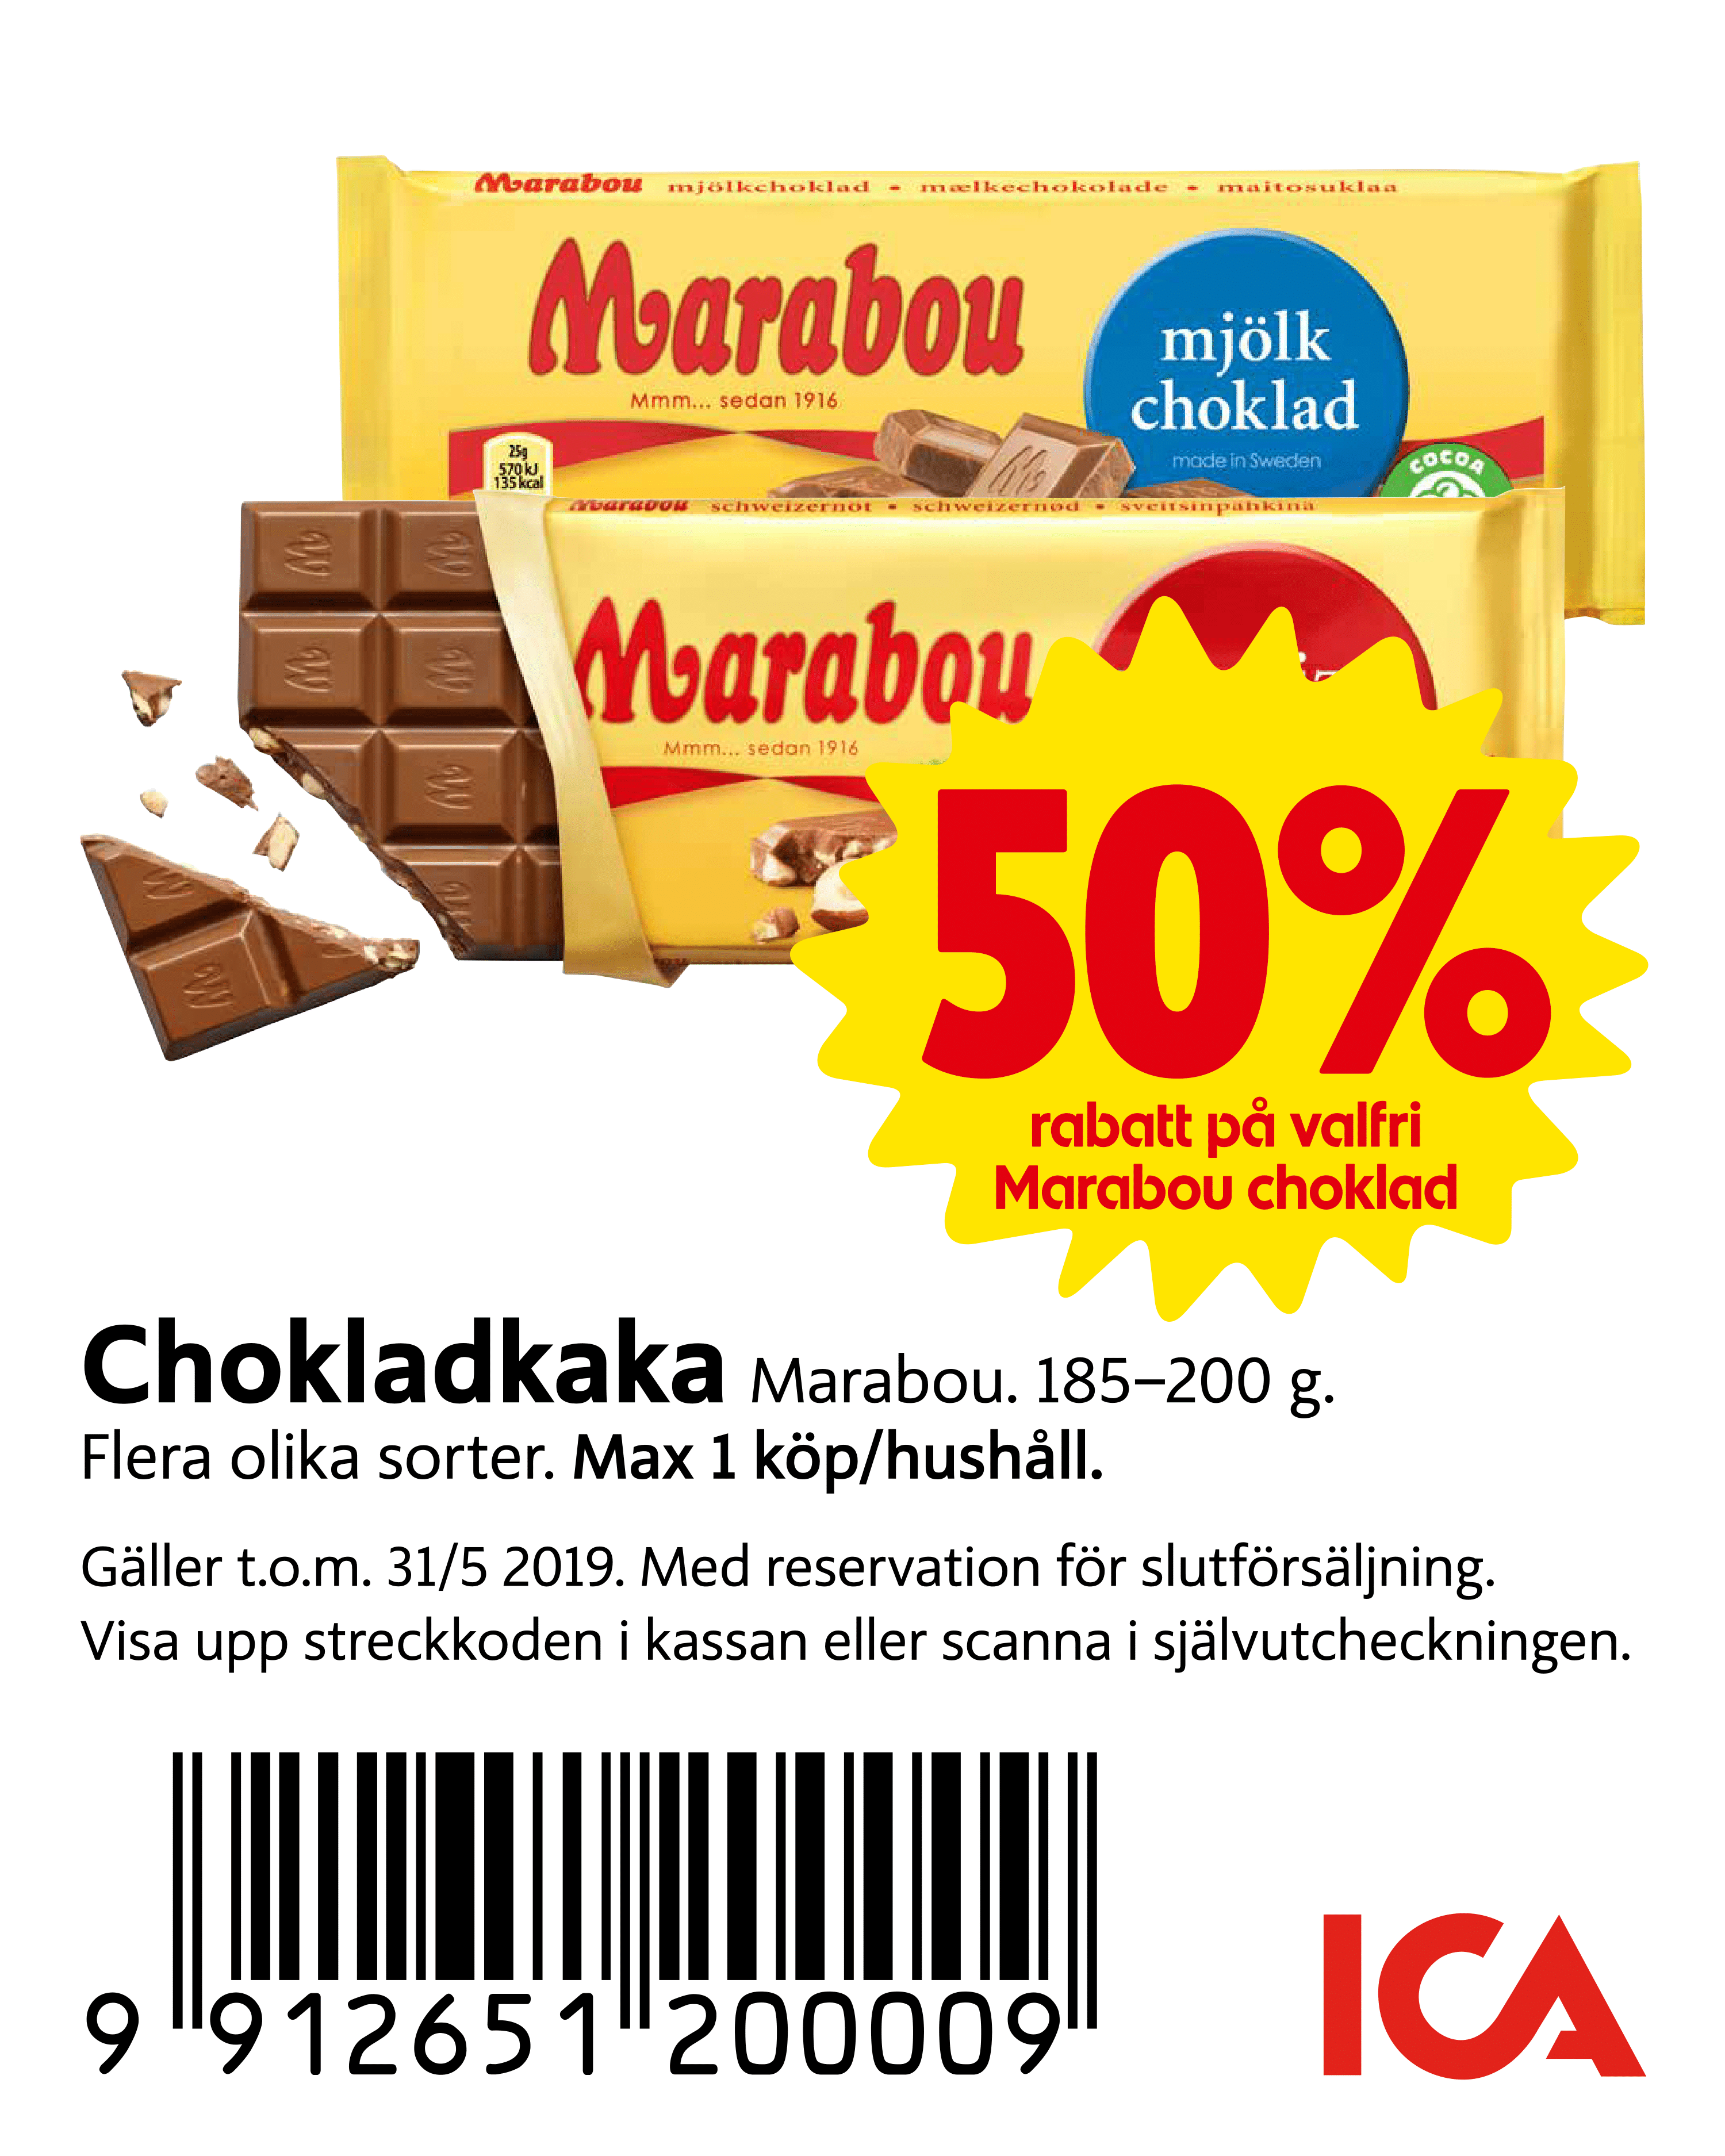 Marabou mjölkchoklad • mælkechokolade • maitosuklaa
Marabou
Mmm... sedan 1916
mjölk
choklad
made in Sweden
25g
570 kJ
135 kcal
COCOA
Marabou schweizernöt • schweizernød • sveitsinpähkinä
Marabou
Mmm... sedan 1916
50%
rabatt på valfri
Marabou choklad
Chokladkaka Marabou. 185–200 g.
Flera olika sorter. Max 1 köp/hushåll.
Gäller t.o.m. 31/5 2019. Med reservation för slutförsäljning.
Visa upp streckkoden i kassan eller scanna i självutcheckningen.
9 912651 200009
ICA